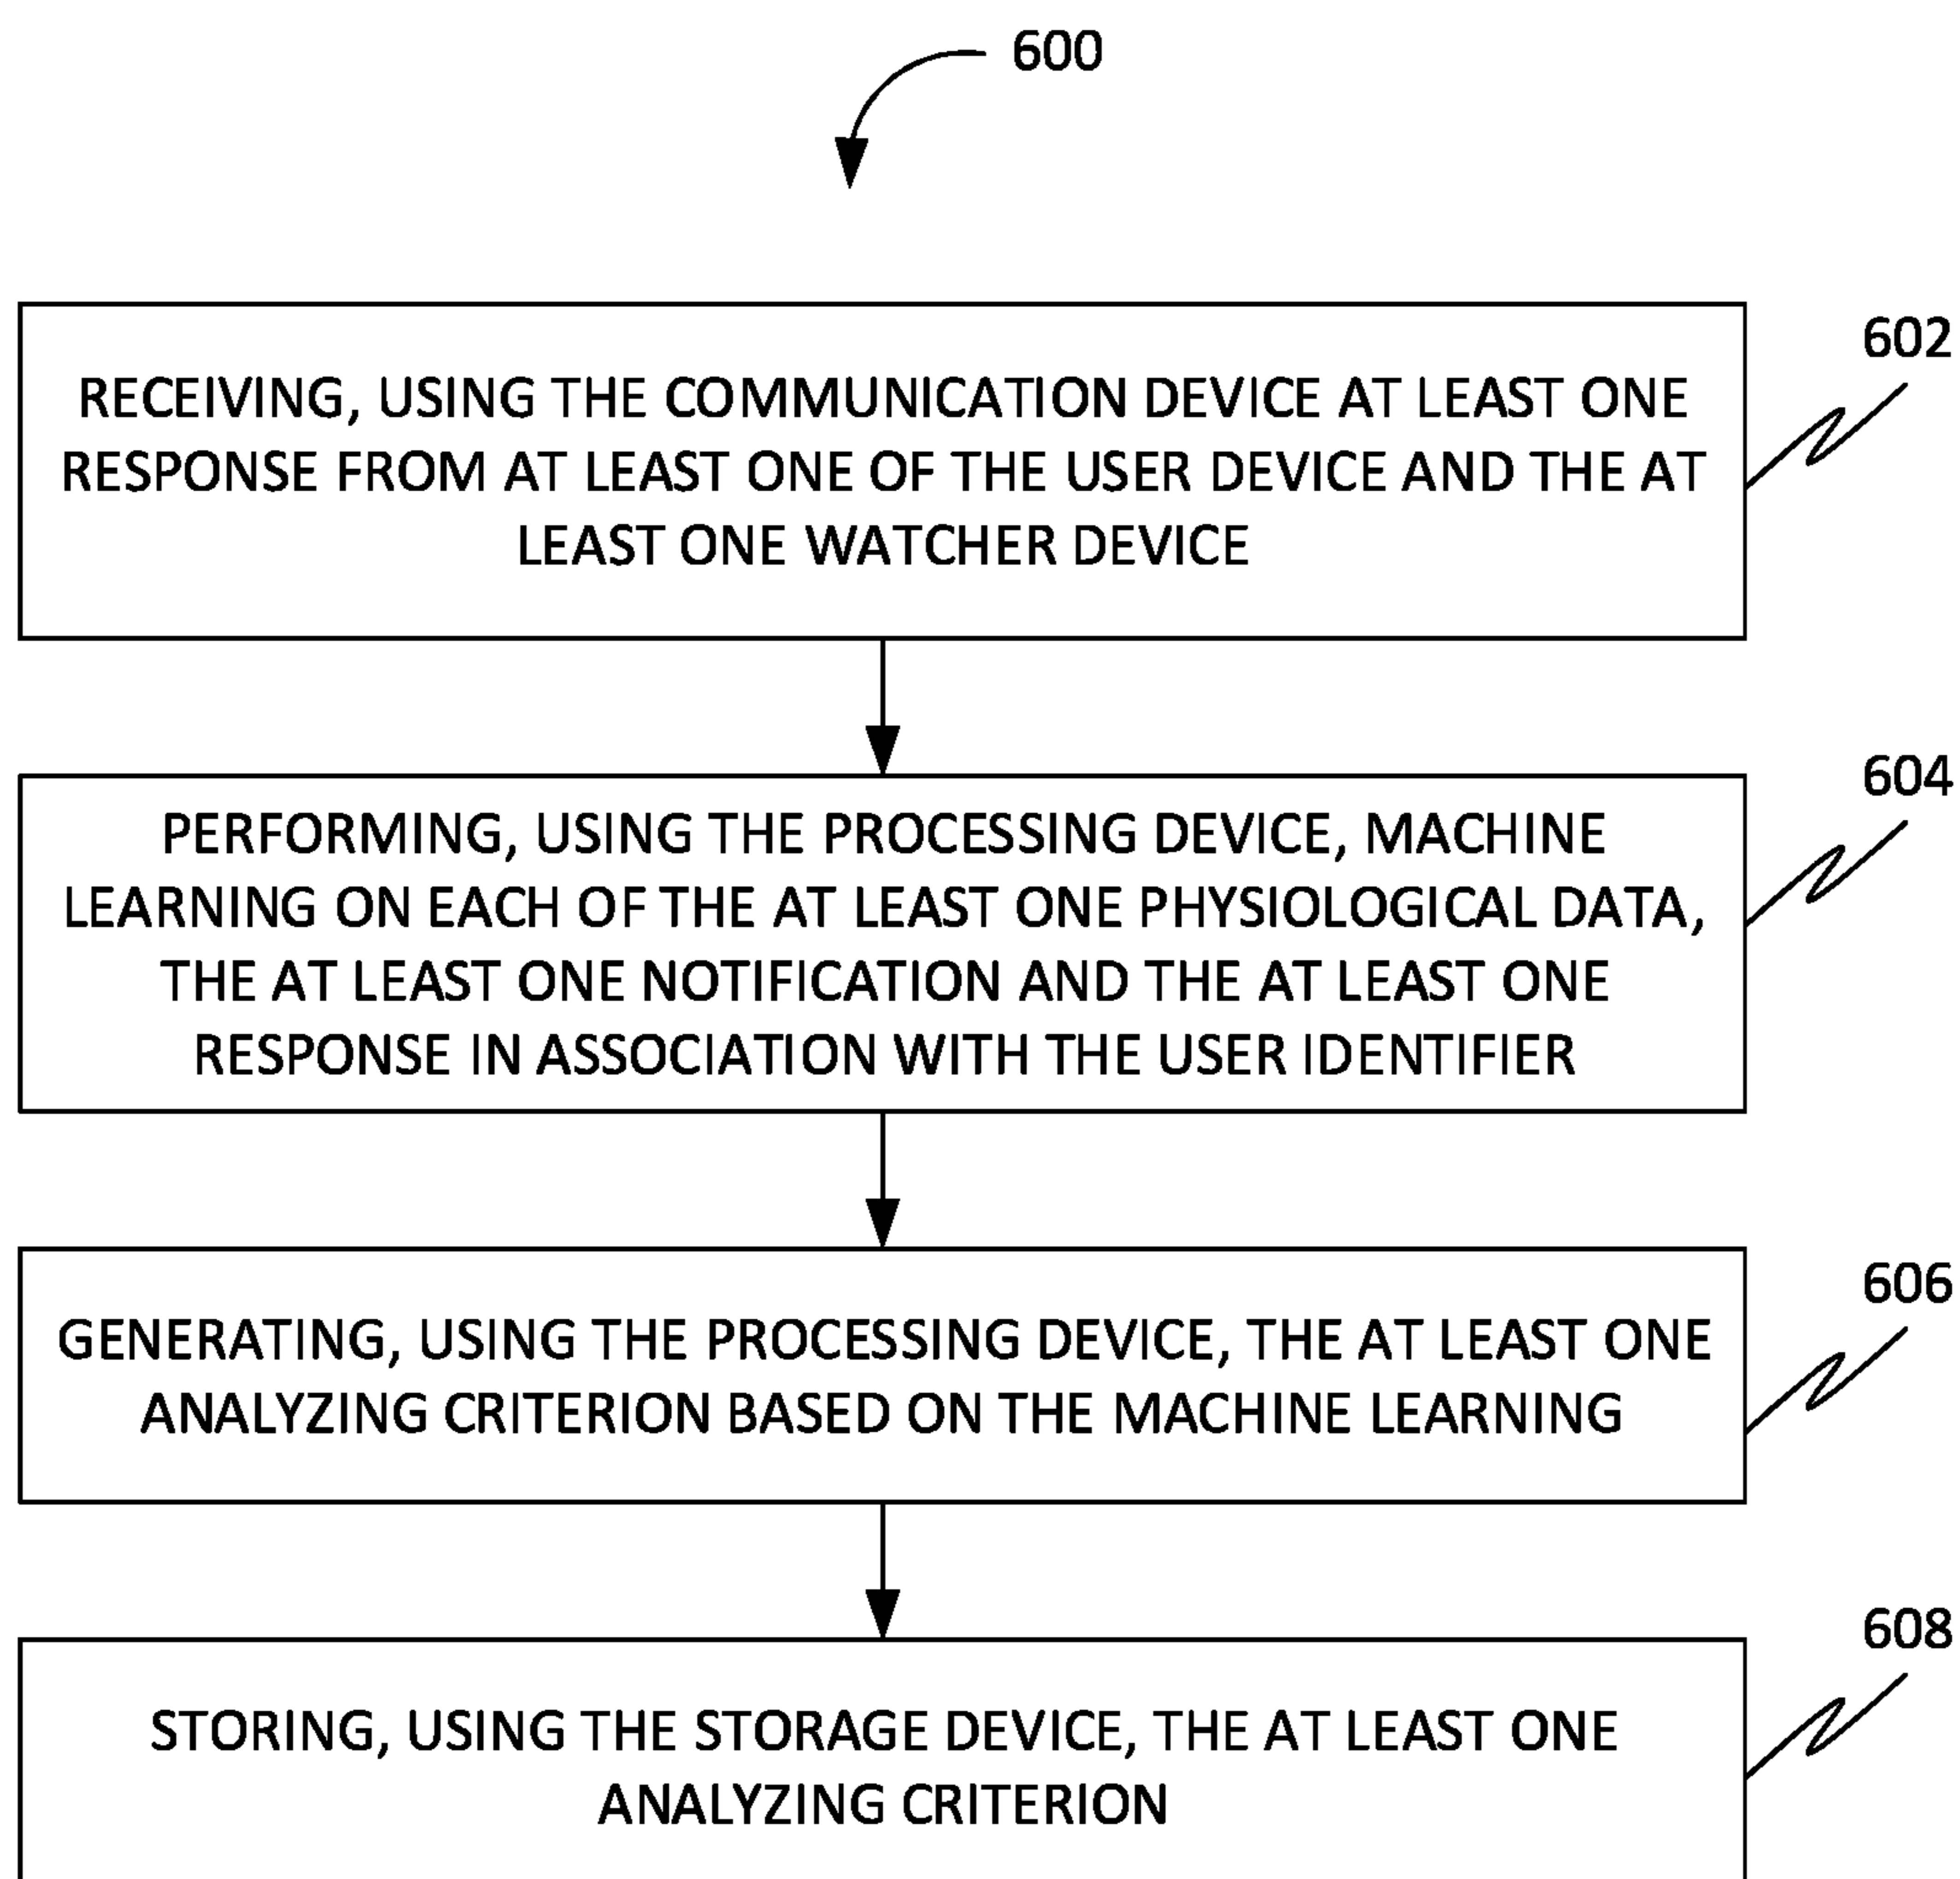 600
602
RECEIVING, USING THE COMMUNICATION DEVICE AT LEAST ONE
RESPONSE FROM AT LEAST ONE OF THE USER DEVICE AND THE AT
LEAST ONE WATCHER DEVICE
604
PERFORMING, USING THE PROCESSING DEVICE, MACHINE
LEARNING ON EACH OF THE AT LEAST ONE PHYSIOLOGICAL DATA,
THE AT LEAST ONE NOTIFICATION AND THE AT LEAST ONE
RESPONSE IN ASSOCIATION WITH THE USER IDENTIFIER
606
GENERATING, USING THE PROCESSING DEVICE, THE AT LEAST ONE
ANALYZING CRITERION BASED ON THE MACHINE LEARNING
608
STORING, USING THE STORAGE DEVICE, THE AT LEAST ONE
ANALYZING CRITERION